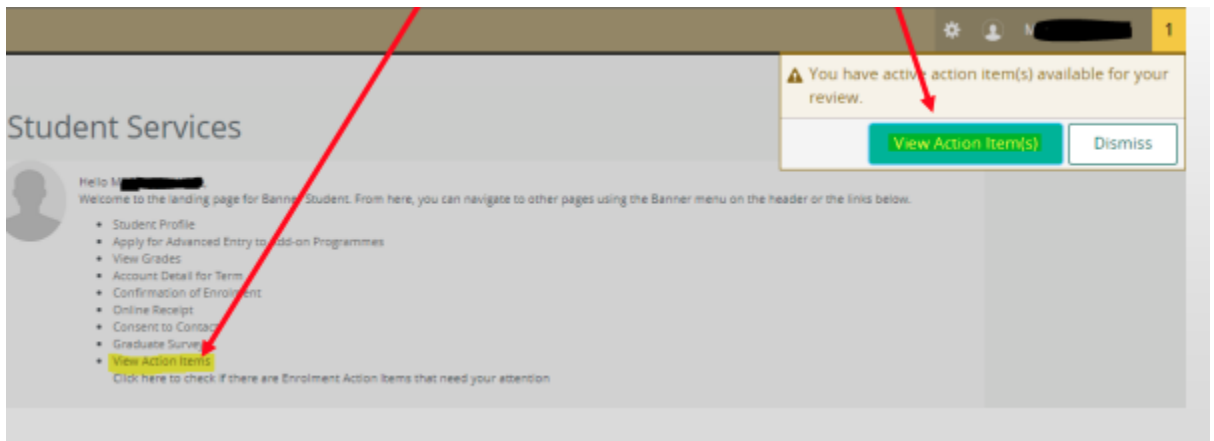 M
1
You have active action item(s) available for your
review.
View Action Item(s)
Dismiss
Student Services
Hello M
Welcome to the landing page for Banner Student. From here, you can navigate to other pages using the Banner menu on the header or the links below.
Student Profile
Apply for Advanced Entry to Add-on Programmes
View Grades
Account Detail for Term
Confirmation of Enrolment
Online Receipt
Consent to Contact
Graduate Survey
View Action Items
Click here to check if there are Enrolment Action Items that need your attention